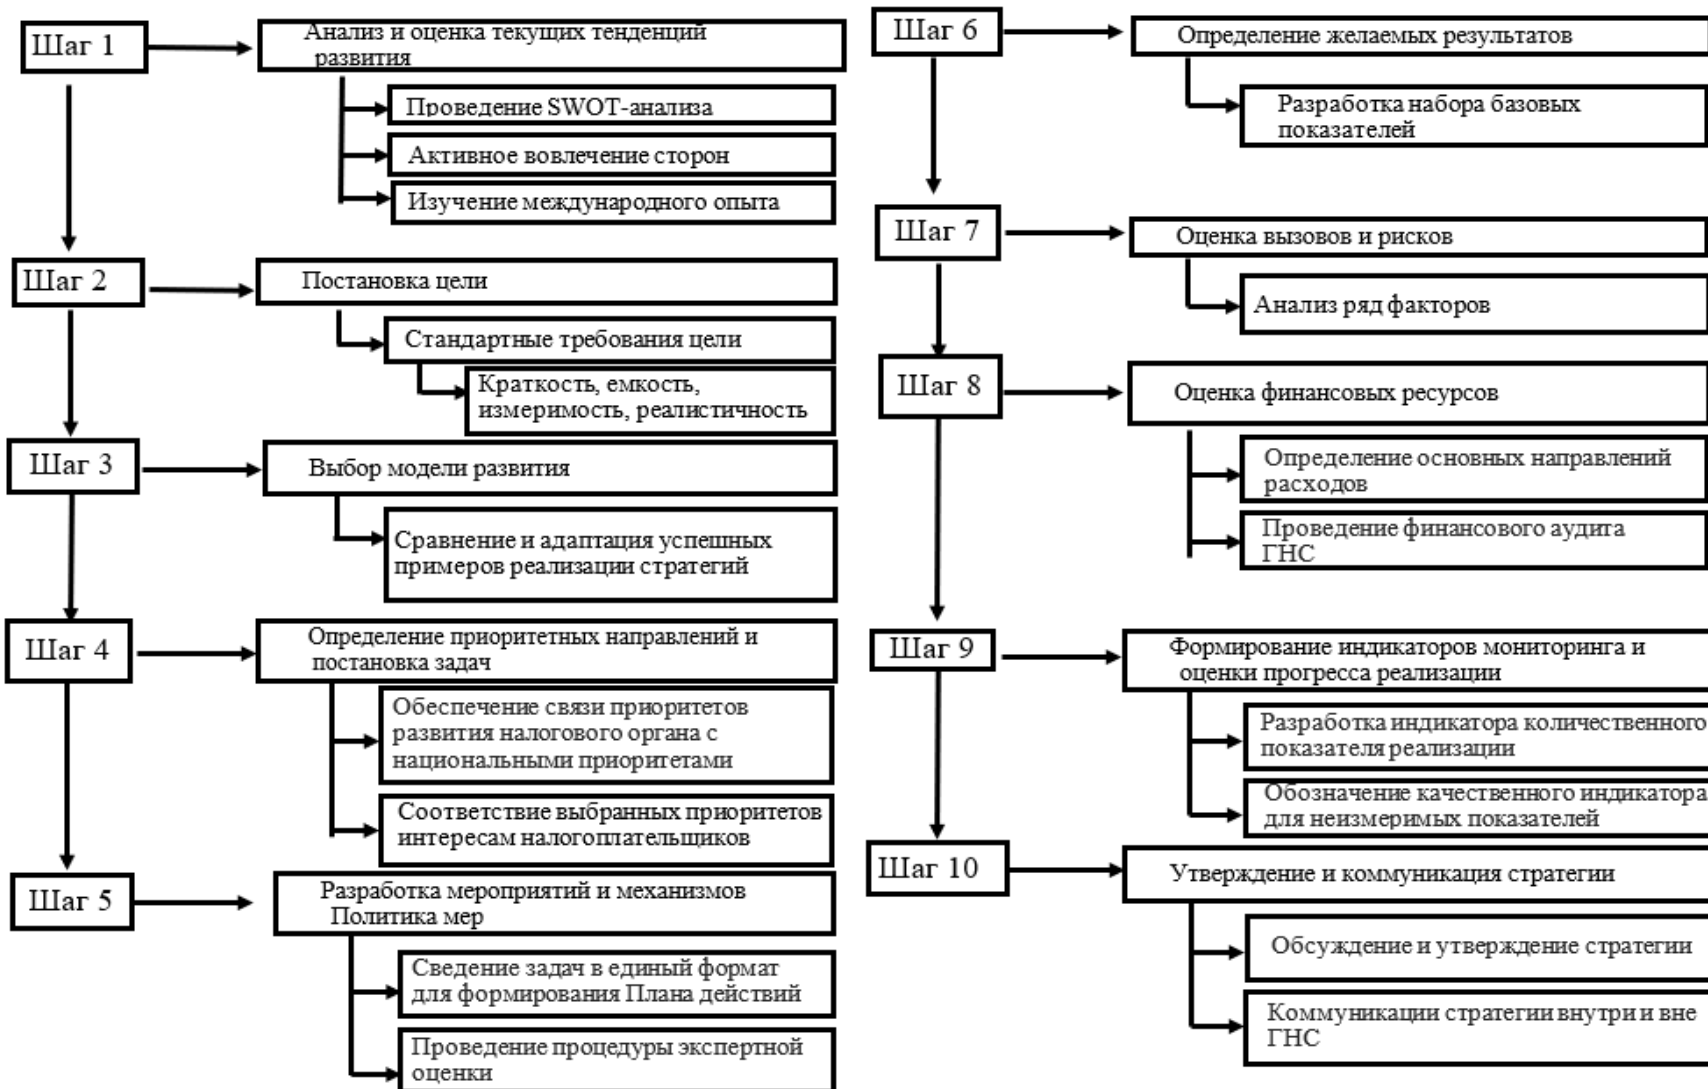 Шаг 1
Анализ и оценка текущих тенденций
развития
Проведение SWOT-анализа
Активное вовлечение сторон
Изучение международного опыта
Шаг 2
Постановка цели
Стандартные требования цели
Краткость, емкость,
измеримость, реалистичность
Шаг 3
Выбор модели развития
Сравнение и адаптация успешных
примеров реализации стратегий
Шаг 4
Определение приоритетных направлений и
постановка задач
Обеспечение связи приоритетов
развития налогового органа с
национальными приоритетами
Соответствие выбранных приоритетов
интересам налогоплательщиков
Шаг 5
Разработка мероприятий и механизмов
Политика мер
Сведение задач в единый формат
для формирования Плана действий
Проведение процедуры экспертной
оценки
Шаг 6
Определение желаемых результатов
Разработка набора базовых
показателей
Шаг 7
Оценка вызовов и рисков
Анализ ряд факторов
Шаг 8
Оценка финансовых ресурсов
Определение основных направлений
расходов
Проведение финансового аудита
ГНС
Шаг 9
Формирование индикаторов мониторинга и
оценки прогресса реализации
Разработка индикатора количественного
показателя реализации
Обозначение качественного индикатора
для неизмеримых показателей
Шаг 10
Утверждение и коммуникация стратегии
Обсуждение и утверждение стратегии
Коммуникации стратегии внутри и вне
ГНС